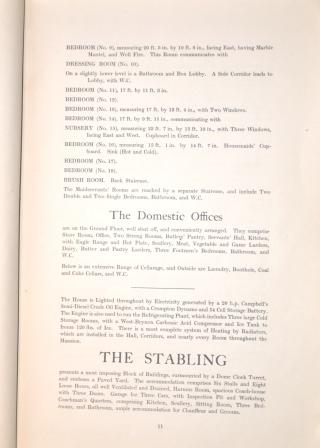 BEDROOM (No. 9), measuring 20 ft. 3 in. by 19 ft. 6 in., facing East, having Marble
Mantel, and Well Fire. This Room communicates with
DRESSING ROOM (No. 10).
On a slightly lower level is a Bathroom and Box Lobby. A Side Corridor leads to
Lobby, with W.C.
BEDROOM (No. 11), 17 ft. by 11 ft. 3 in.
BEDROOM (No. 12).
BEDROOM (No. 13), measuring 17 ft. by 13 ft. 4 in., with Two Windows.
BEDROOM (No. 14), 17 ft. by 9 ft. 11 in., communicating with
NURSERY (No. 15), measuring 23 ft. 7 in. by 15 ft. 10 in., with Three Windows,
facing East and West. Cupboard in Corridor.
BEDROOM (No. 16), measuring 15 ft. 1 in. by 14 ft. 7 in. Housemaids' Cup-
board. Sink (Hot and Cold).
BEDROOM (No. 17).
BEDROOM (No. 18).
BRUSH ROOM. Back Staircase.
The Maidservants' Rooms are reached by a separate Staircase, and include Two
Double and Two Single Bedrooms, Bathroom, and W.C.
The Domestic Offices
are on the Ground Floor, well shut off, and conveniently arranged. They comprise
Store Room, Office, Two Strong Rooms, Butlers' Pantry, Servants' Hall, Kitchen,
with Eagle Range and Hot Plate, Scullery, Meat, Vegetable and Game Larders,
Dairy, Butter and Pastry Larders, Three Footmen's Bedrooms, Bathroom, and
W.C.
Below is an extensive Range of Cellarage, and Outside are Laundry, Boothole, Coal
and Coke Cellars, and W.C.
The House is Lighted throughout by Electricity generated by a 20 h.p. Campbell's
Semi-Diesel Crude Oil Engine, with a Crompton Dynamo and 54 Cell Storage Battery.
The Engine is also used to run the Refrigerating Plant, which includes Three large Cold
Storage Rooms, with a West-Brynen Carbonic Acid Compressor and Ice Tank to
freeze 120 lbs. of Ice. There is a most complete system of Heating by Radiators,
which are installed in the Hall, Corridors, and nearly every Room throughout the
Mansion.
THE STABLING
presents a most imposing Block of Buildings, surmounted by a Dome Clock Turret,
and encloses a Paved Yard. The accommodation comprises Six Stalls and Eight
Loose Boxes, all well Ventilated and Drained, Harness Room, spacious Coach-house
with Three Doors. Garage for Three Cars, with Inspection Pit and Workshop,
Coachman's Quarters, comprising Kitchen, Scullery, Sitting Room, Three Bed-
rooms, and Bathroom, ample accommodation for Chauffeur and Grooms.
11